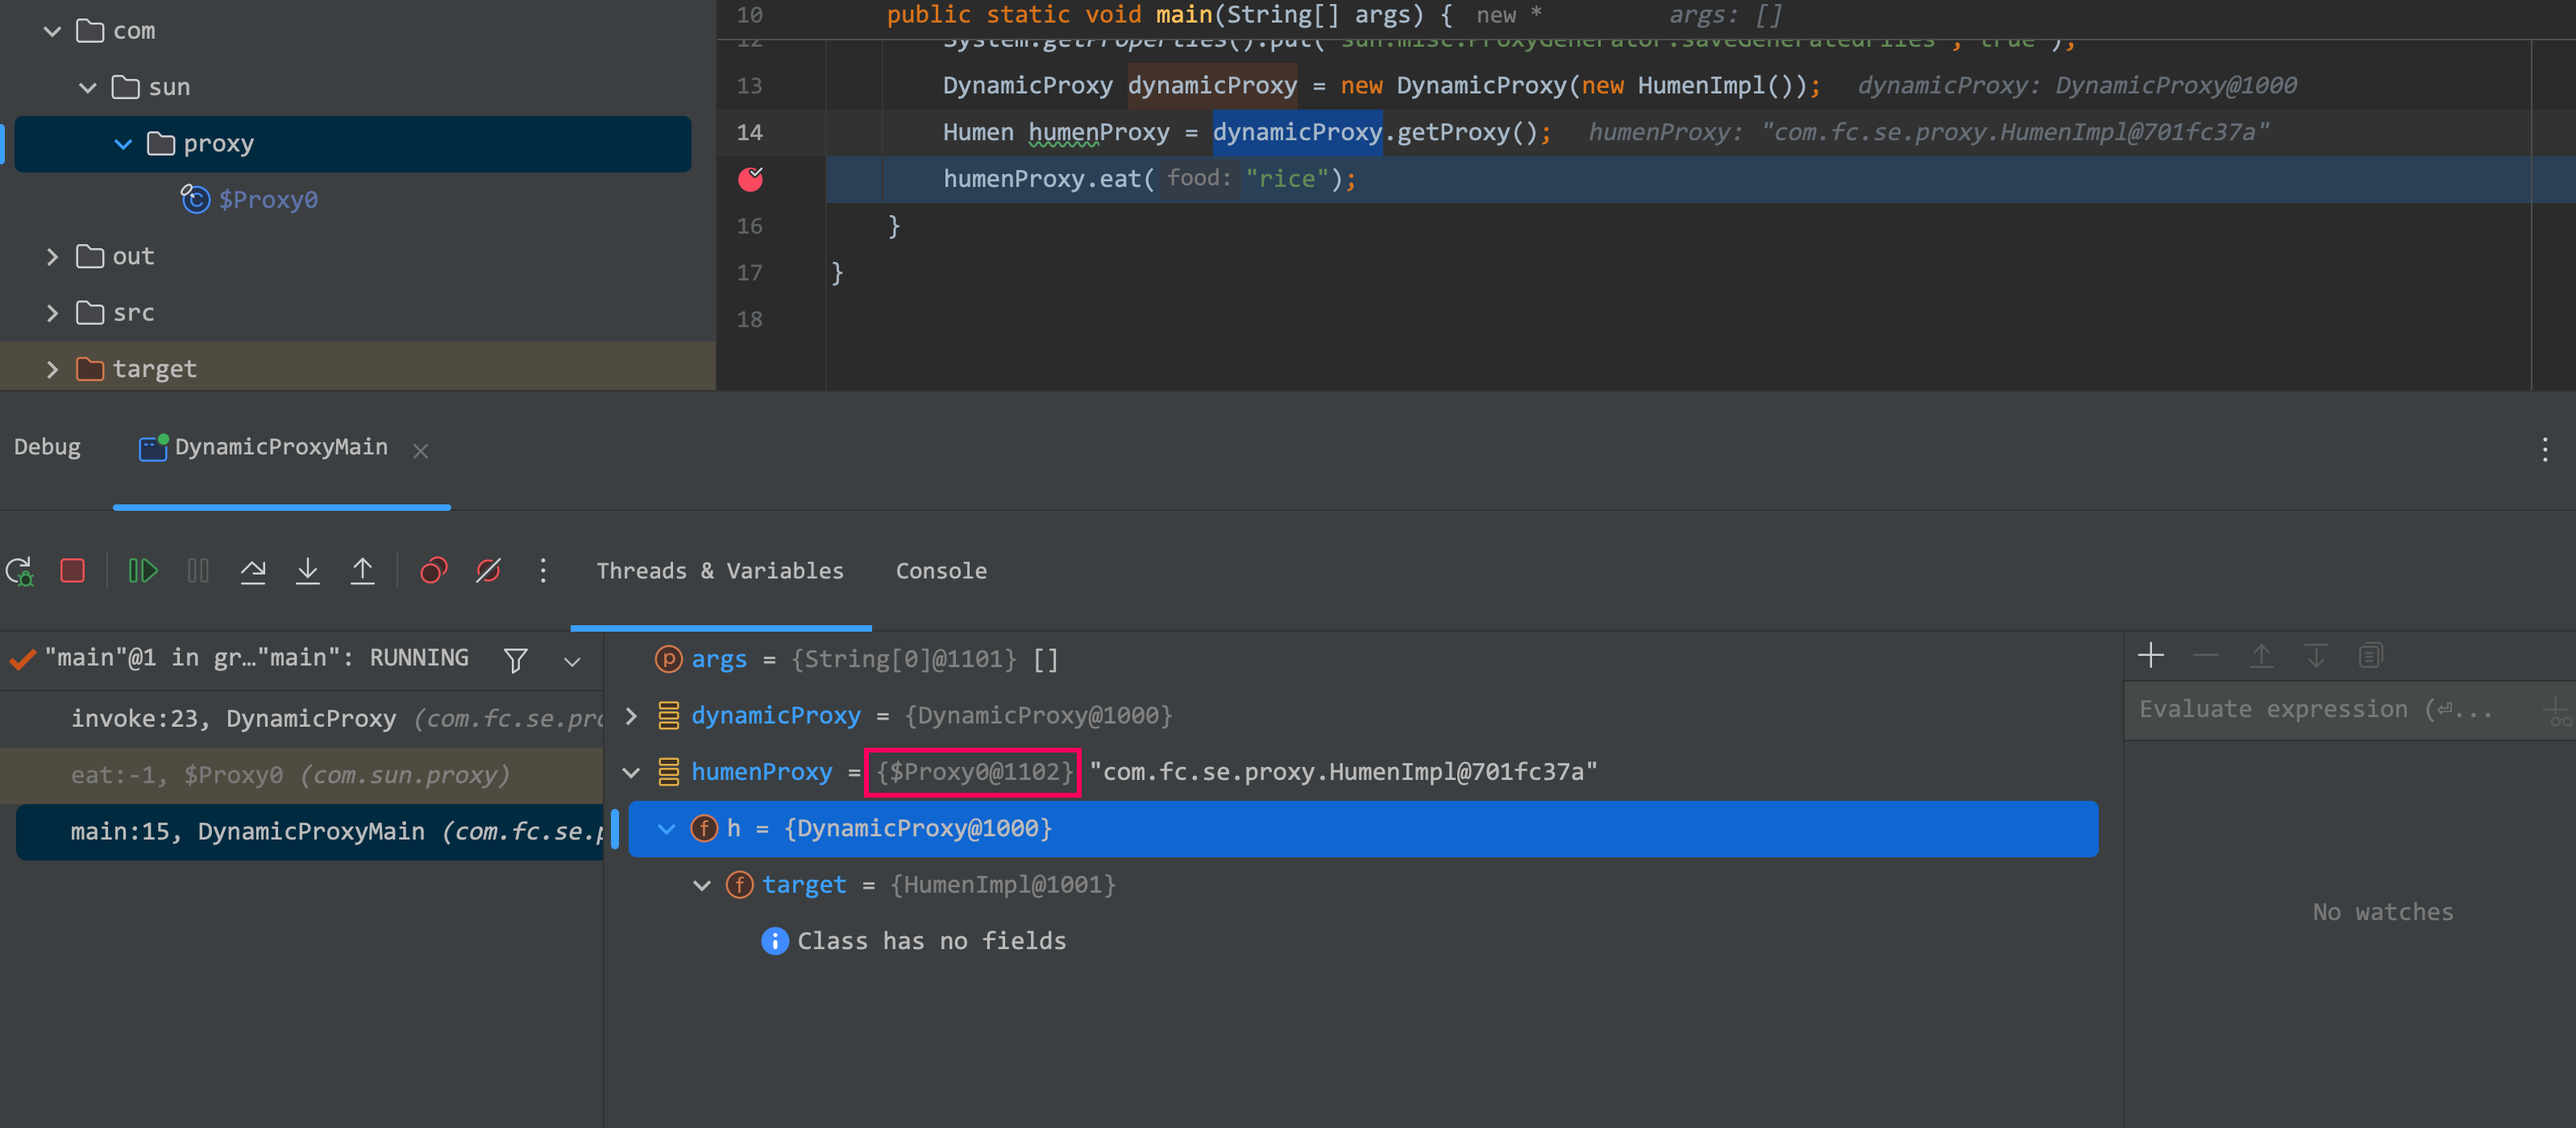 com
sun
proxy
$Proxy0
out
src
target
10 public static void main(String[] args) { new * args: []
12 System.getProperties().put("sun.misc.ProxyGenerator.saveGeneratedFiles", "true");
13 DynamicProxy dynamicProxy = new DynamicProxy(new HumenImpl()); dynamicProxy: DynamicProxy@1000
14 Humen humenProxy = dynamicProxy.getProxy(); humenProxy: "com.fc.se.proxy.HumenImpl@701fc37a"
humenProxy.eat( food: "rice");
16 }
17 }
18
Debug DynamicProxyMain
Threads & Variables Console
"main"@1 in gr…"main": RUNNING
invoke:23, DynamicProxy (com.fc.se.pro
eat:-1, $Proxy0 (com.sun.proxy)
main:15, DynamicProxyMain (com.fc.se.p
args = {String[0]@1101} []
dynamicProxy = {DynamicProxy@1000}
humenProxy = {$Proxy0@1102} "com.fc.se.proxy.HumenImpl@701fc37a"
h = {DynamicProxy@1000}
target = {HumenImpl@1001}
Class has no fields
Evaluate expression (⏎...
No watches